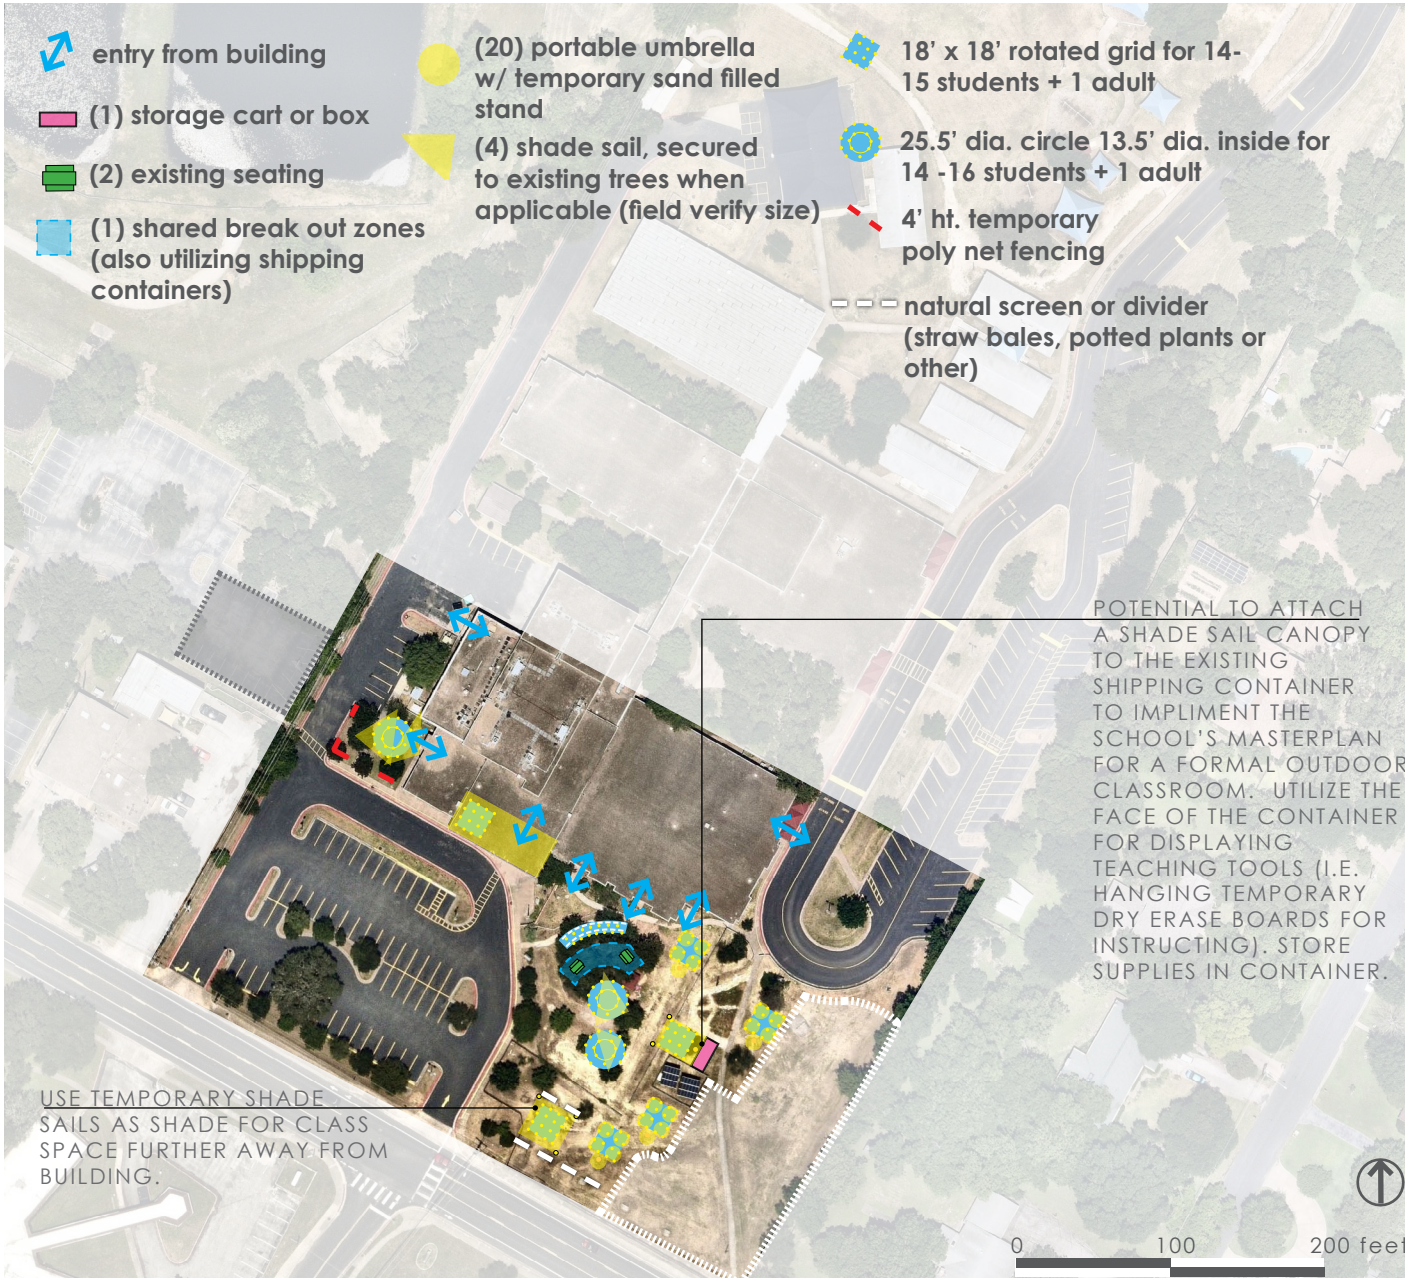 entry from building
(1) storage cart or box
(2) existing seating
(1) shared break out zones
(also utilizing shipping
containers)
(20) portable umbrella
w/ temporary sand filled
stand
(4) shade sail, secured
to existing trees when
applicable (field verify size)
18' x 18' rotated grid for 14-
15 students + 1 adult
25.5' dia. circle 13.5' dia. inside for
14 -16 students + 1 adult
4' ht. temporary
poly net fencing
natural screen or divider
(straw bales, potted plants or
other)
POTENTIAL TO ATTACH
A SHADE SAIL CANOPY
TO THE EXISTING
SHIPPING CONTAINER
TO IMPLIMENT THE
SCHOOL'S MASTERPLAN
FOR A FORMAL OUTDOOR
CLASSROOM. UTILIZE THE
FACE OF THE CONTAINER
FOR DISPLAYING
TEACHING TOOLS (I.E.
HANGING TEMPORARY
DRY ERASE BOARDS FOR
INSTRUCTING). STORE
SUPPLIES IN CONTAINER.
USE TEMPORARY SHADE
SAILS AS SHADE FOR CLASS
SPACE FURTHER AWAY FROM
BUILDING.
0 100 200 feet